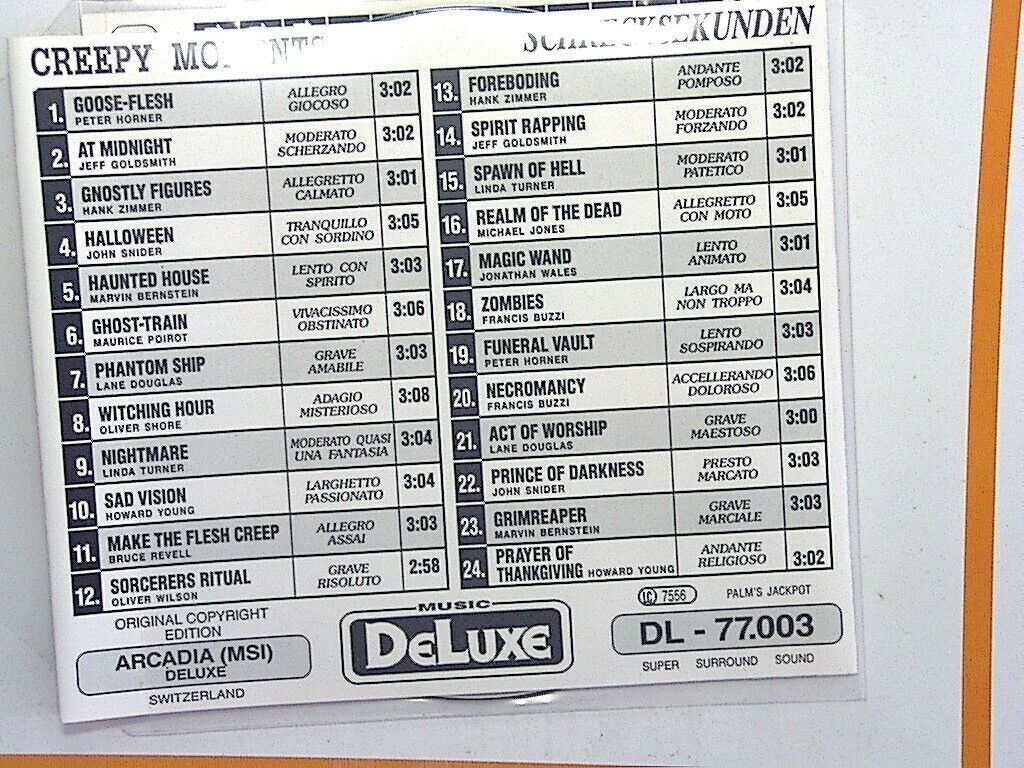 CREEPY MOMENTS
SCHRECKSEKUNDEN
1. GOOSE-FLESH ALLEGRO GIOCOSO 3:02
PETER HORNER
2. AT MIDNIGHT MODERATO SCHERZANDO 3:02
JEFF GOLDSMITH
3. GNOSTLY FIGURES ALLEGRETTO CALMATO 3:01
HANK ZIMMER
4. HALLOWEEN TRANQUILLO CON SORDINO 3:05
JOHN SNIDER
5. HAUNTED HOUSE LENTO CON SPIRITO 3:03
MARVIN BERNSTEIN
6. GHOST-TRAIN VIVACISSIMO OBSTINATO 3:06
MAURICE POIROT
7. PHANTOM SHIP GRAVE AMABILE 3:03
LANE DOUGLAS
8. WITCHING HOUR ADAGIO MISTERIOSO 3:08
OLIVER SHORE
9. NIGHTMARE MODERATO QUASI UNA FANTASIA 3:04
LINDA TURNER
10. SAD VISION LARGHETTO PASSIONATO 3:04
HOWARD YOUNG
11. MAKE THE FLESH CREEP ALLEGRO ASSAI 3:03
BRUCE REVELL
12. SORCERERS RITUAL GRAVE RISOLUTO 2:58
OLIVER WILSON
13. FOREBODING ANDANTE POMPOSO 3:02
HANK ZIMMER
14. SPIRIT RAPPING MODERATO FORZANDO 3:02
JEFF GOLDSMITH
15. SPAWN OF HELL MODERATO PATETICO 3:01
LINDA TURNER
16. REALM OF THE DEAD ALLEGRETTO CON MOTO 3:05
MICHAEL JONES
17. MAGIC WAND LENTO ANIMATO 3:01
JONATHAN WALES
18. ZOMBIES LARGO MA NON TROPPO 3:04
FRANCIS BUZZI
19. FUNERAL VAULT LENTO SOSPIRANDO 3:03
PETER HORNER
20. NECROMANCY ACCELLERANDO DOLOROSO 3:06
FRANCIS BUZZI
21. ACT OF WORSHIP GRAVE MAESTOSO 3:00
LANE DOUGLAS
22. PRINCE OF DARKNESS PRESTO MARCATO 3:03
JOHN SNIDER
23. GRIMREAPER GRAVE MARCIALE 3:03
MARVIN BERNSTEIN
24. PRAYER OF THANKGIVING HOWARD YOUNG ANDANTE RELIGIOSO 3:02
ORIGINAL COPYRIGHT
EDITION
ARCADIA (MSI)
DELUXE
SWITZERLAND
MUSIC
DELUXE
LC 7556 PALM'S JACKPOT
DL - 77.003
SUPER SURROUND SOUND